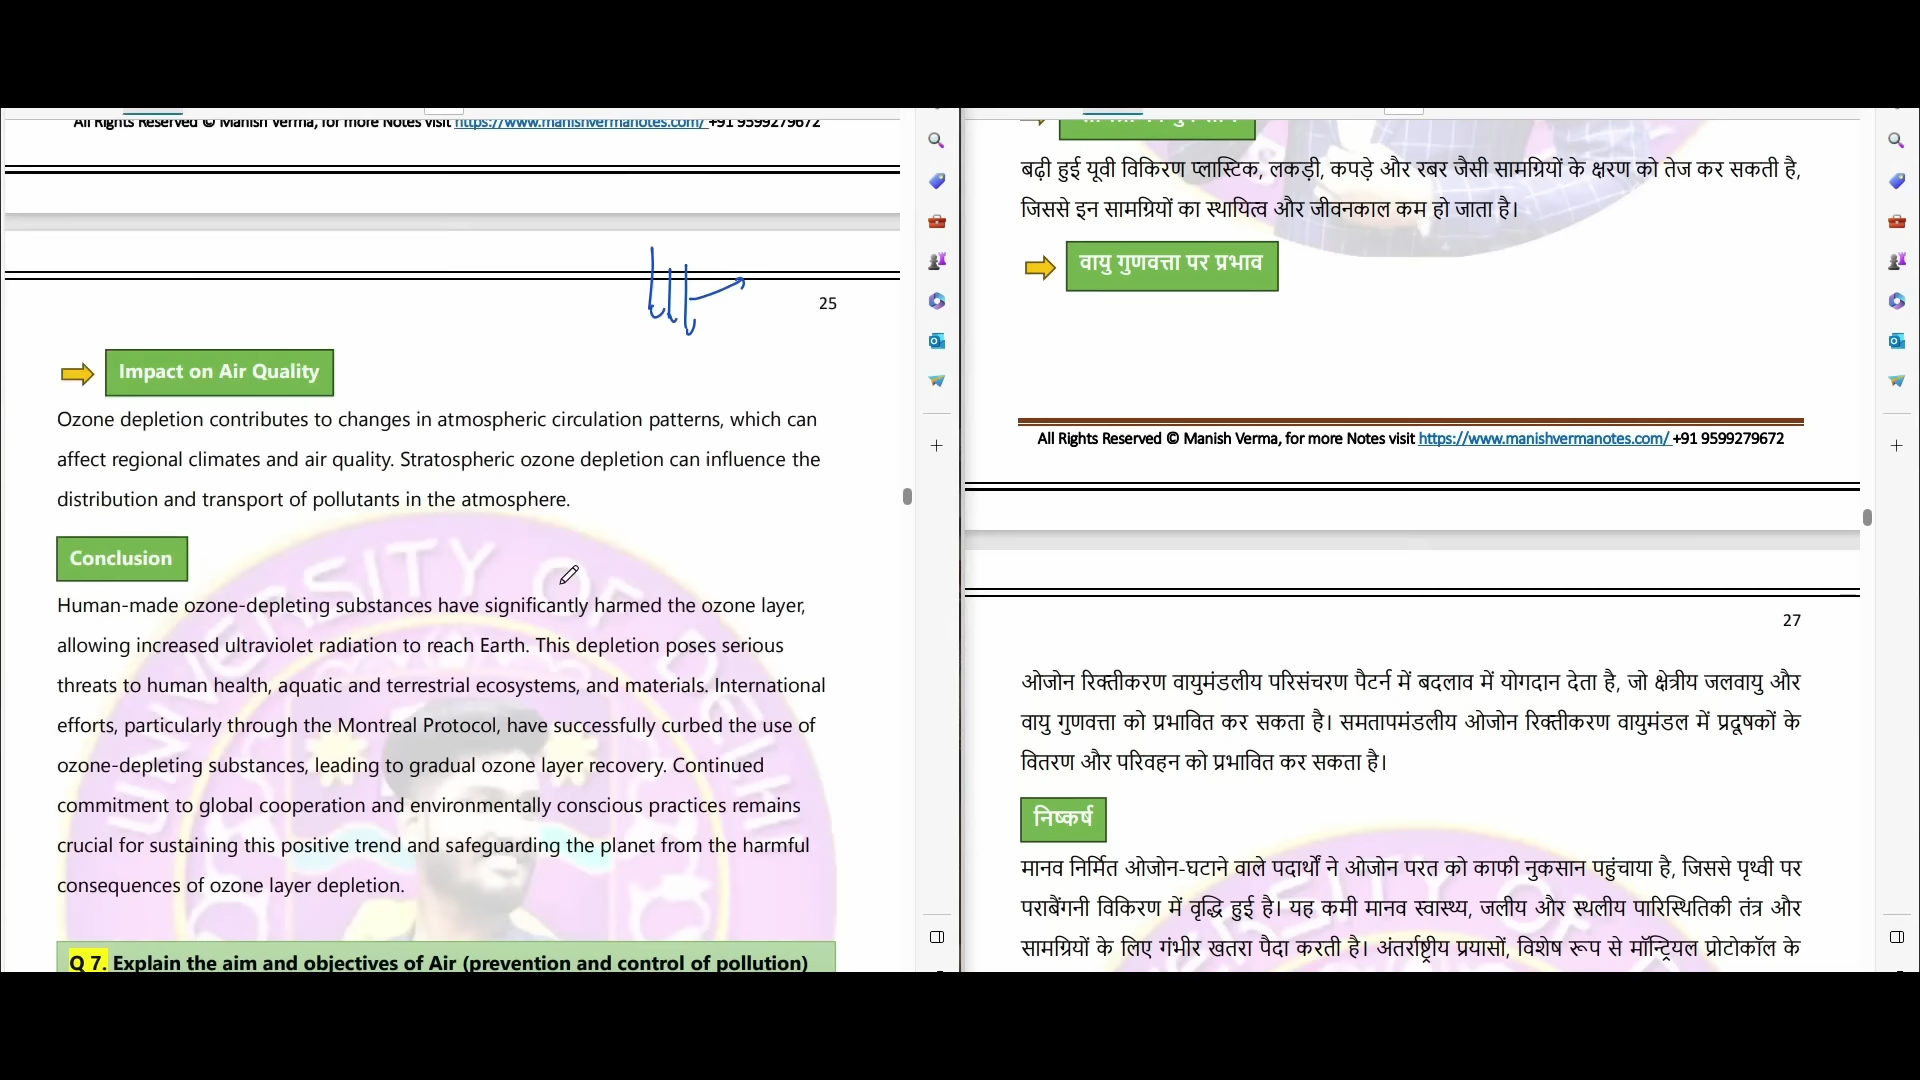 All Rights Reserved © Manish Verma, for more Notes visit https://www.manishvermanotes.com/ +91 9599279672
25
Impact on Air Quality
Ozone depletion contributes to changes in atmospheric circulation patterns, which can
affect regional climates and air quality. Stratospheric ozone depletion can influence the
distribution and transport of pollutants in the atmosphere.
Conclusion
Human-made ozone-depleting substances have significantly harmed the ozone layer,
allowing increased ultraviolet radiation to reach Earth. This depletion poses serious
threats to human health, aquatic and terrestrial ecosystems, and materials. International
efforts, particularly through the Montreal Protocol, have successfully curbed the use of
ozone-depleting substances, leading to gradual ozone layer recovery. Continued
commitment to global cooperation and environmentally conscious practices remains
crucial for sustaining this positive trend and safeguarding the planet from the harmful
consequences of ozone layer depletion.
UNIVERSITY OF DELHI
Q 7. Explain the aim and objectives of Air (prevention and control of pollution)
बढ़ी हुई यूवी विकिरण प्लास्टिक, लकड़ी, कपड़े और रबर जैसी सामग्रियों के क्षरण को तेज कर सकती है,
जिससे इन सामग्रियों का स्थायित्व और जीवनकाल कम हो जाता है।
वायु गुणवत्ता पर प्रभाव
All Rights Reserved © Manish Verma, for more Notes visit https://www.manishvermanotes.com/ +91 9599279672
27
ओजोन रिक्तीकरण वायुमंडलीय परिसंचरण पैटर्न में बदलाव में योगदान देता है, जो क्षेत्रीय जलवायु और
वायु गुणवत्ता को प्रभावित कर सकता है। समतापमंडलीय ओजोन रिक्तीकरण वायुमंडल में प्रदूषकों के
वितरण और परिवहन को प्रभावित कर सकता है।
निष्कर्ष
मानव निर्मित ओजोन-घटाने वाले पदार्थों ने ओजोन परत को काफी नुकसान पहुंचाया है, जिससे पृथ्वी पर
पराबैंगनी विकिरण में वृद्धि हुई है। यह कमी मानव स्वास्थ्य, जलीय और स्थलीय पारिस्थितिकी तंत्र और
सामग्रियों के लिए गंभीर खतरा पैदा करती है। अंतर्राष्ट्रीय प्रयासों, विशेष रूप से मॉन्ट्रियल प्रोटोकॉल के